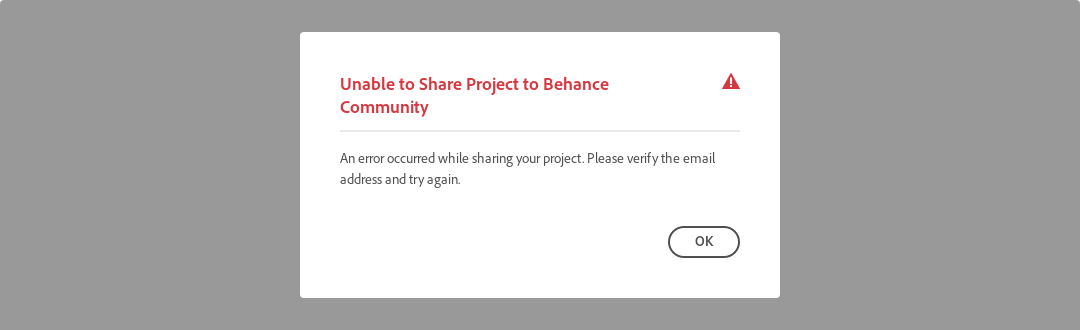 Unable to Share Project to Behance
Community
An error occurred while sharing your project. Please verify the email
address and try again.
OK